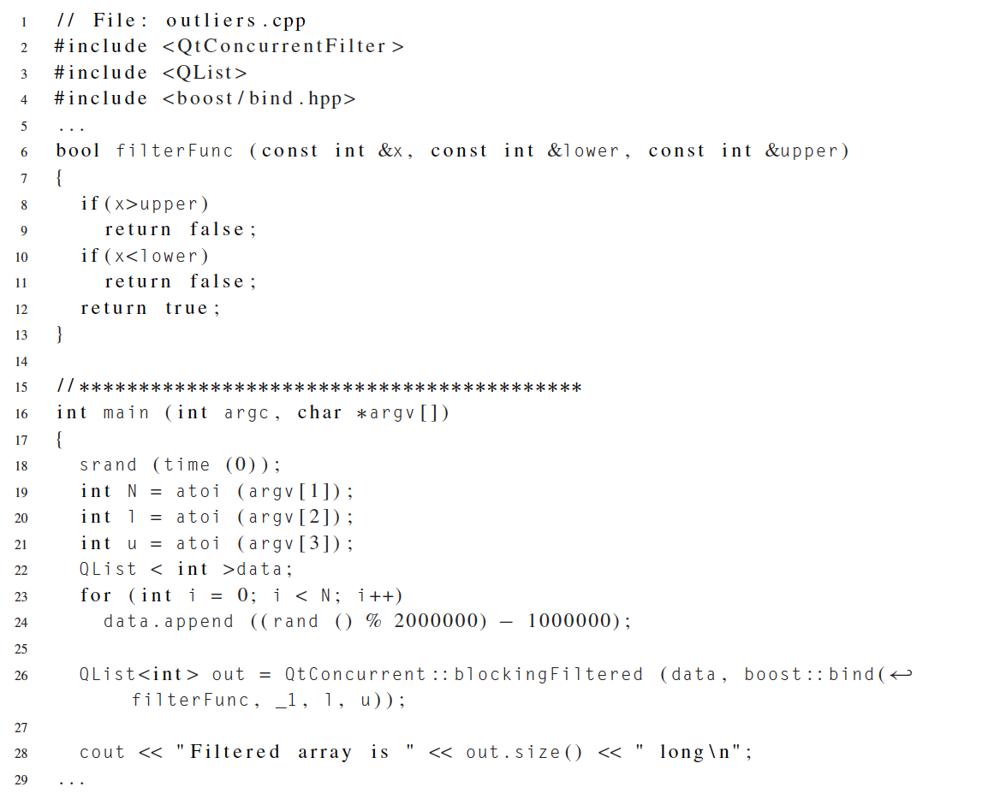 1 // File: outliers.cpp
2 #include <QtConcurrentFilter>
3 #include <QList>
4 #include <boost/bind.hpp>
5 ...
6 bool filterFunc (const int &x, const int &lower, const int &upper)
7 {
8   if(x>upper)
9     return false;
10   if(x<lower)
11     return false;
12   return true;
13 }
14
15 //******************************************
16 int main (int argc, char *argv[])
17 {
18   srand (time (0));
19   int N = atoi (argv[1]);
20   int l = atoi (argv[2]);
21   int u = atoi (argv[3]);
22   QList < int >data;
23   for (int i = 0; i < N; i++)
24     data.append ((rand () % 2000000) − 1000000);
25
26   QList<int> out = QtConcurrent::blockingFiltered (data, boost::bind(↩
      filterFunc, _1, l, u));
27
28   cout << "Filtered array is " << out.size() << " long\n";
29 ...